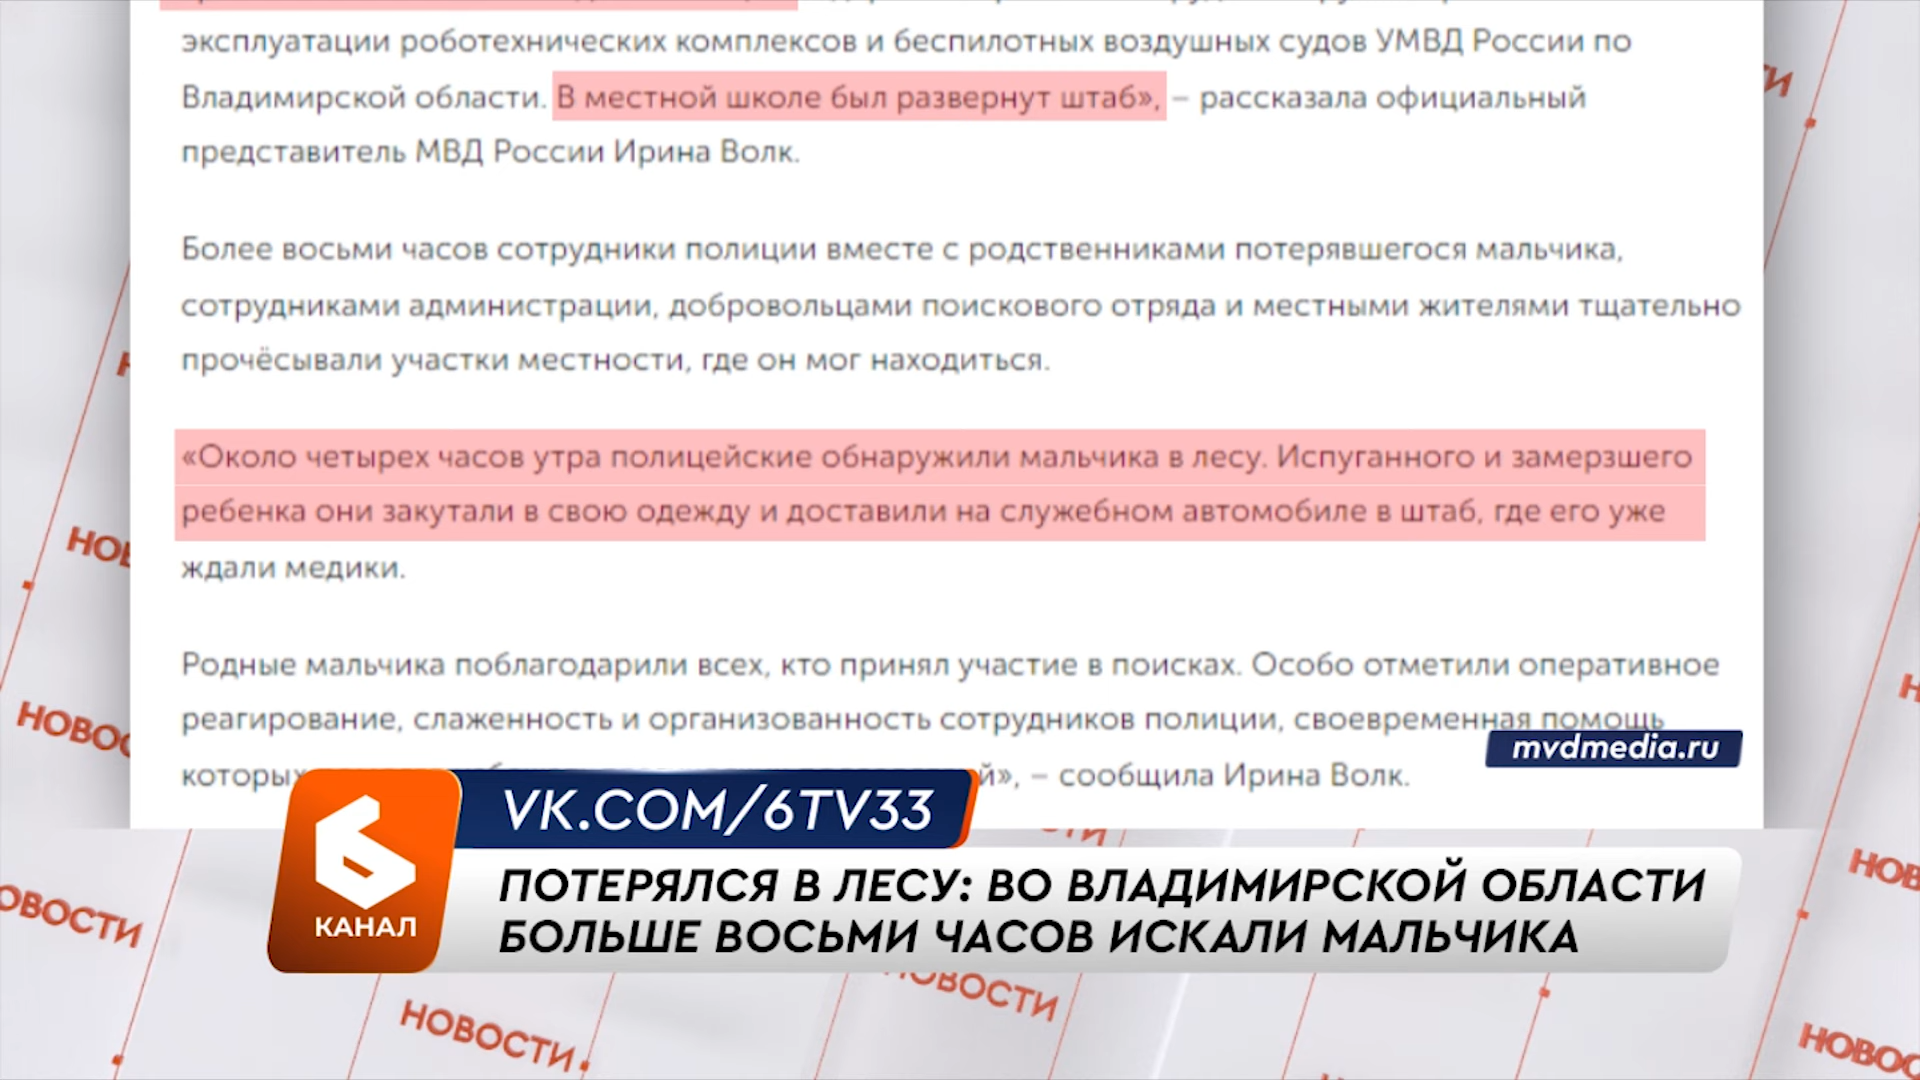 эксплуатации роботехнических комплексов и беспилотных воздушных судов УМВД России по
Владимирской области. В местной школе был развернут штаб», – рассказала официальный
представитель МВД России Ирина Волк.
Более восьми часов сотрудники полиции вместе с родственниками потерявшегося мальчика,
сотрудниками администрации, добровольцами поискового отряда и местными жителями тщательно
прочёсывали участки местности, где он мог находиться.
«Около четырех часов утра полицейские обнаружили мальчика в лесу. Испуганного и замерзшего
ребенка они закутали в свою одежду и доставили на служебном автомобиле в штаб, где его уже
ждали медики.
Родные мальчика поблагодарили всех, кто принял участие в поисках. Особо отметили оперативное
реагирование, слаженность и организованность сотрудников полиции, своевременная помощь
– сообщила Ирина Волк.
mvdmedia.ru
VK.COM/6TV33
6
КАНАЛ
ПОТЕРЯЛСЯ В ЛЕСУ: ВО ВЛАДИМИРСКОЙ ОБЛАСТИ
БОЛЬШЕ ВОСЬМИ ЧАСОВ ИСКАЛИ МАЛЬЧИКА
НОВОСТИ